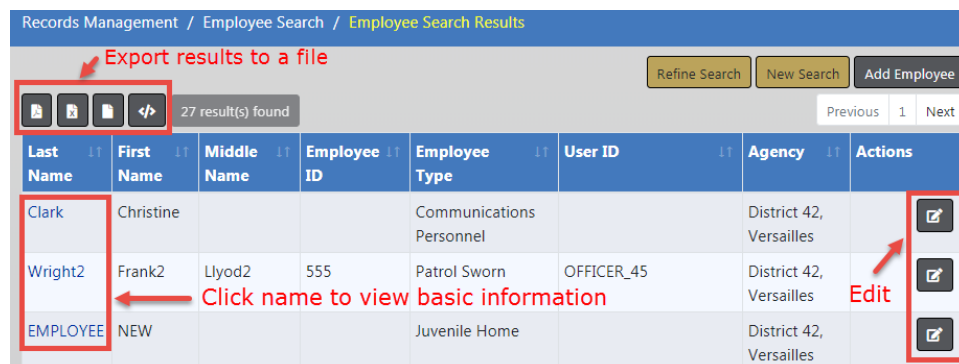 Records Management / Employee Search / Employee Search Results
Export results to a file
Refine Search New Search Add Employee
</> 27 result(s) found Previous 1 Next
Last Name First Name Middle Name Employee ID Employee Type User ID Agency Actions
Clark Christine Communications Personnel District 42, Versailles
Wright2 Frank2 Llyod2 555 Patrol Sworn OFFICER_45 District 42, Versailles
Click name to view basic information Edit
EMPLOYEE NEW Juvenile Home District 42, Versailles